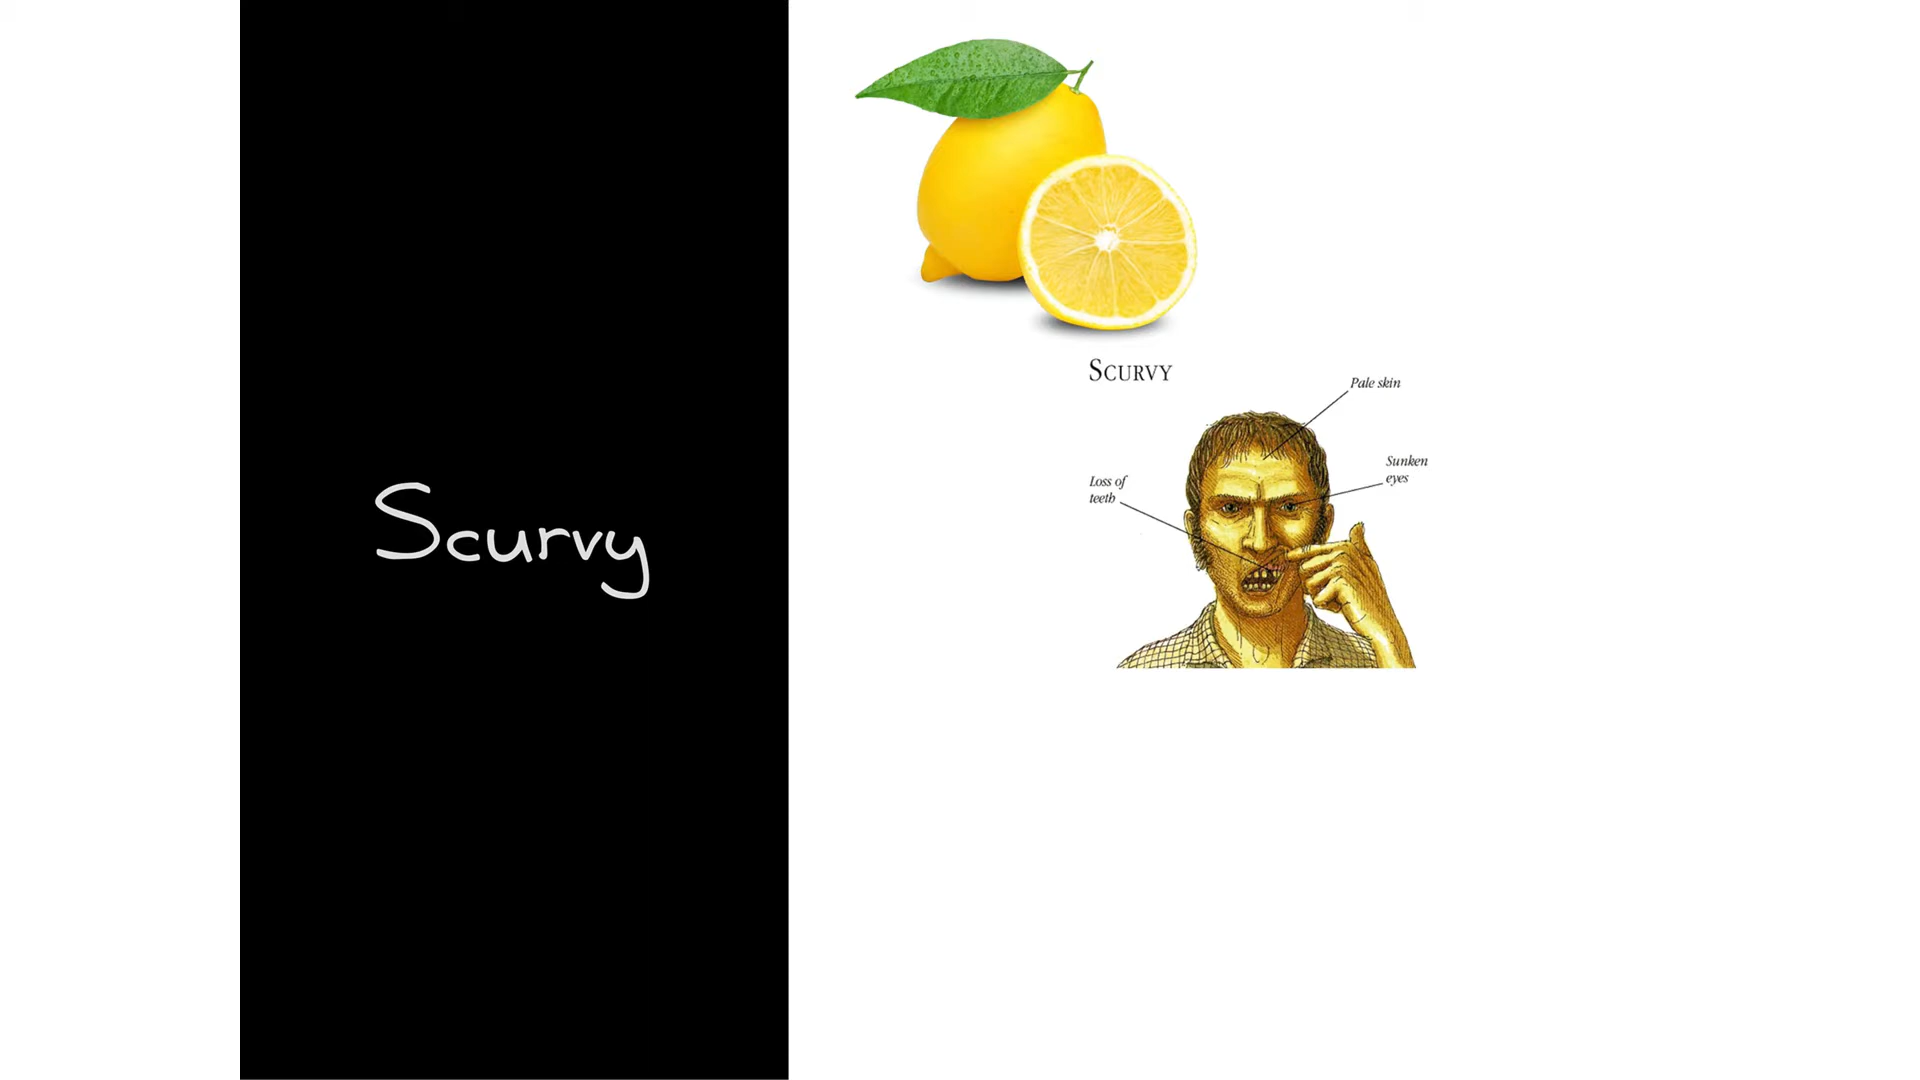 Scurvy
SCURVY
Pale skin
Sunken
eyes
Loss of
teeth